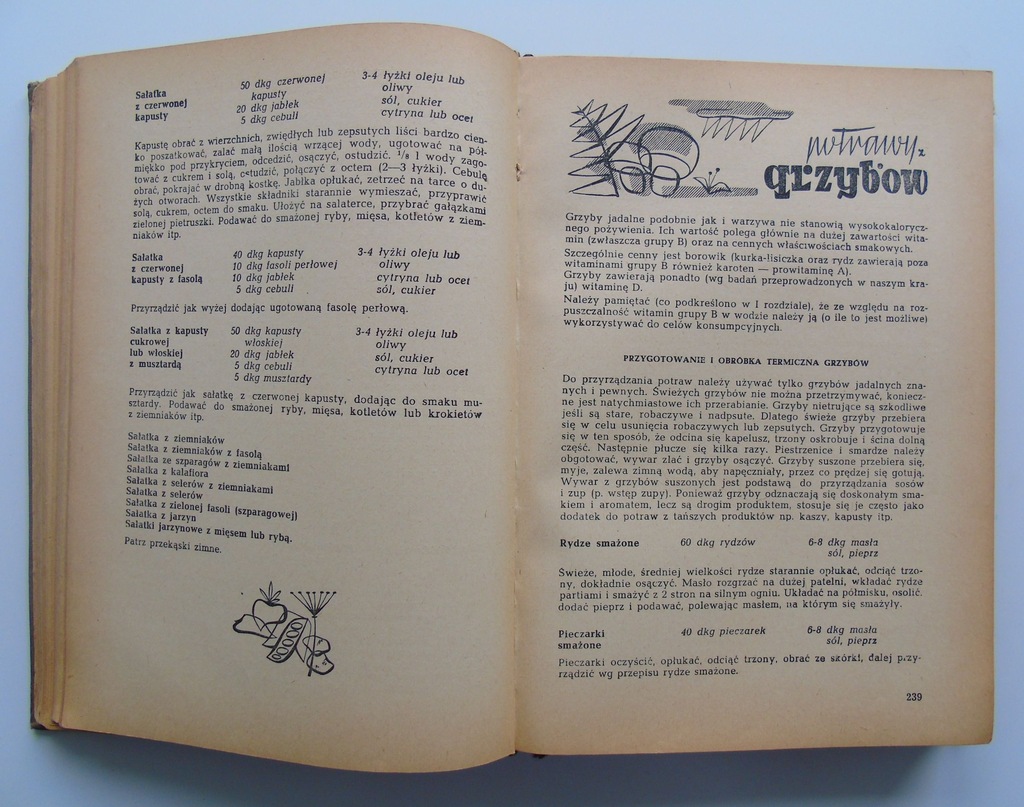 Sałatka 50 dkg czerwonej 3-4 łyżki oleju lub
z czerwonej kapusty oliwy
kapusty 20 dkg jabłek sól, cukier
5 dkg cebuli cytryna lub ocet
Kapustę obrać z wierzchnich, zwiędłych lub zepsutych liści bardzo cien-
ko poszatkować, zalać małą ilością wrzącej wody, ugotować na pół-
miękko pod przykryciem, odcedzić, osączyć, ostudzić. 1/8 l wody zago-
tować z cukrem i solą, ostudzić, połączyć z octem (2—3 łyżki). Cebulę
obrać, pokrajać w drobną kostkę. Jabłka opłukać, zetrzeć na tarce o du-
żych otworach. Wszystkie składniki starannie wymieszać, przyprawić
solą, cukrem, octem do smaku. Ułożyć na salaterce, przybrać gałązkami
zielonej pietruszki. Podawać do smażonej ryby, mięsa, kotletów z ziem-
niaków itp.
Sałatka 40 dkg kapusty 3-4 łyżki oleju lub
z czerwonej 10 dkg fasoli perłowej oliwy
kapusty z fasolą 10 dkg jabłek cytryna lub ocet
5 dkg cebuli sól, cukier
Przyrządzić jak wyżej dodając ugotowaną fasolę perłową.
Sałatka z kapusty 50 dkg kapusty 3-4 łyżki oleju lub
cukrowej włoskiej oliwy
lub włoskiej 20 dkg jabłek sól, cukier
z musztardą 5 dkg cebuli cytryna lub ocet
5 dkg musztardy
Przyrządzić jak sałatkę z czerwonej kapusty, dodając do smaku mu-
sztardy. Podawać do smażonej ryby, mięsa, kotletów lub krokietów
z ziemniaków itp.
Sałatka z ziemniaków
Sałatka z ziemniaków z fasolą
Sałatka ze szparagów z ziemniakami
Sałatka z kalafiora
Sałatka z selerów z ziemniakami
Sałatka z selerów
Sałatka z zielonej fasoli (szparagowej)
Sałatka z jarzyn
Sałatki jarzynowe z mięsem lub rybą.
Patrz przekąski zimne.
potrawy z
grzybów
Grzyby jadalne podobnie jak i warzywa nie stanowią wysokokalorycz-
nego pożywienia. Ich wartość polega głównie na dużej zawartości wita-
min (zwłaszcza grupy B) oraz na cennych właściwościach smakowych.
Szczególnie cenny jest borowik (kurka-lisiczka oraz rydz zawierają poza
witaminami grupy B również karoten — prowitaminę A).
Grzyby zawierają ponadto (wg badań przeprowadzonych w naszym kra-
ju) witaminę D.
Należy pamiętać (co podkreślono w I rozdziale), że ze względu na roz-
puszczalność witamin grupy B w wodzie należy ją (o ile to jest możliwe)
wykorzystywać do celów konsumpcyjnych.
PRZYGOTOWANIE I OBRÓBKA TERMICZNA GRZYBÓW
Do przyrządzania potraw należy używać tylko grzybów jadalnych zna-
nych i pewnych. Świeżych grzybów nie można przetrzymywać, koniecz-
ne jest natychmiastowe ich przerabianie. Grzyby nietrujące są szkodliwe
jeśli są stare, robaczywe i nadpsute. Dlatego świeże grzyby przebiera
się w celu usunięcia robaczywych lub zepsutych. Grzyby przygotowuje
się w ten sposób, że odcina się kapelusz, trzony oskrobuje i ścina dolną
część. Następnie płucze się kilka razy. Piestrzenice i smardze należy
obgotować, wywar zlać i grzyby osączyć. Grzyby suszone przebiera się,
myje, zalewa zimną wodą, aby napęczniały, przez co prędzej się gotują.
Wywar z grzybów suszonych jest podstawą do przyrządzania sosów
i zup (p. wstęp zupy). Ponieważ grzyby odznaczają się doskonałym sma-
kiem i aromatem, lecz są drogim produktem, stosuje się je często jako
dodatek do potraw z tańszych produktów np. kaszy, kapusty itp.
Rydze smażone 60 dkg rydzów 6-8 dkg masła
sól, pieprz
Świeże, młode, średniej wielkości rydze starannie opłukać, odciąć trzo-
ny, dokładnie osączyć. Masło rozgrzać na dużej patelni, wkładać rydze
partiami i smażyć z 2 stron na silnym ogniu. Układać na półmisku, osolić,
dodać pieprz i podawać, polewając masłem, na którym się smażyły.
Pieczarki 40 dkg pieczarek 6-8 dkg masła
smażone sól, pieprz
Pieczarki oczyścić, opłukać, odciąć trzony, obrać ze skórki, dalej przy-
rządzić wg przepisu rydze smażone.
239